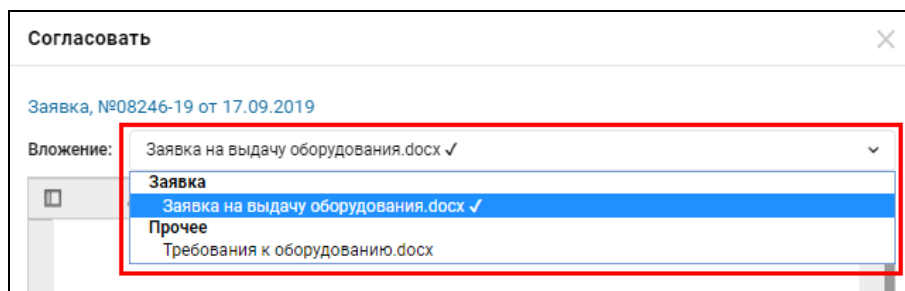 Согласовать
Заявка, №08246-19 от 17.09.2019
Вложение: Заявка на выдачу оборудования.docx ✓
Заявка
Заявка на выдачу оборудования.docx ✓
Прочее
Требования к оборудованию.docx